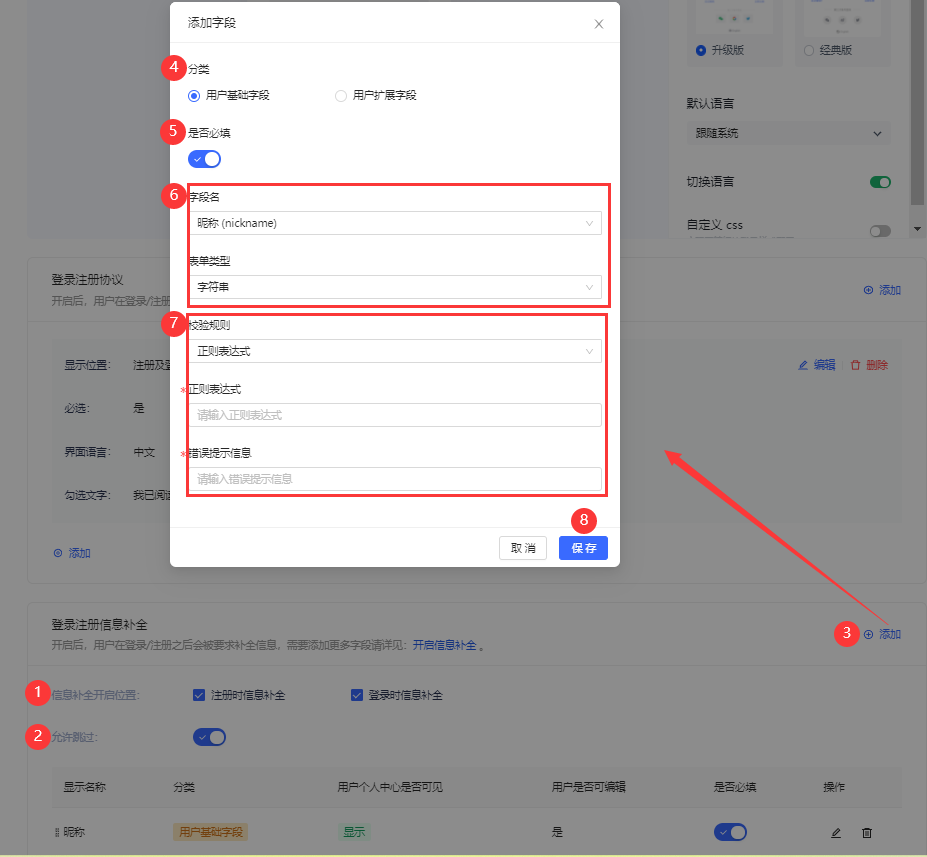 添加字段
4
分类
用户基础字段
用户扩展字段
5
是否必填
6
字段名
昵称 (nickname)
表单类型
字符串
7
校验规则
正则表达式
*正则表达式
请输入正则表达式
*错误提示信息
请输入错误提示信息
8
取 消
保 存
升级版
经典版
默认语言
跟随系统
切换语言
自定义 css
登录注册协议
开启后，用户在登录/注册
添加
显示位置：
注册及登
编辑
删除
必选：
是
界面语言：
中文
勾选文字：
我已阅读
添加
登录注册信息补全
开启后，用户在登录/注册之后会被要求补全信息。需要添加更多字段请详见：开启信息补全 。
3
添加
1
信息补全开启位置：
注册时信息补全
登录时信息补全
2
允许跳过：
显示名称
分类
用户个人中心是否可见
用户是否可编辑
是否必填
操作
昵称
用户基础字段
显示
是